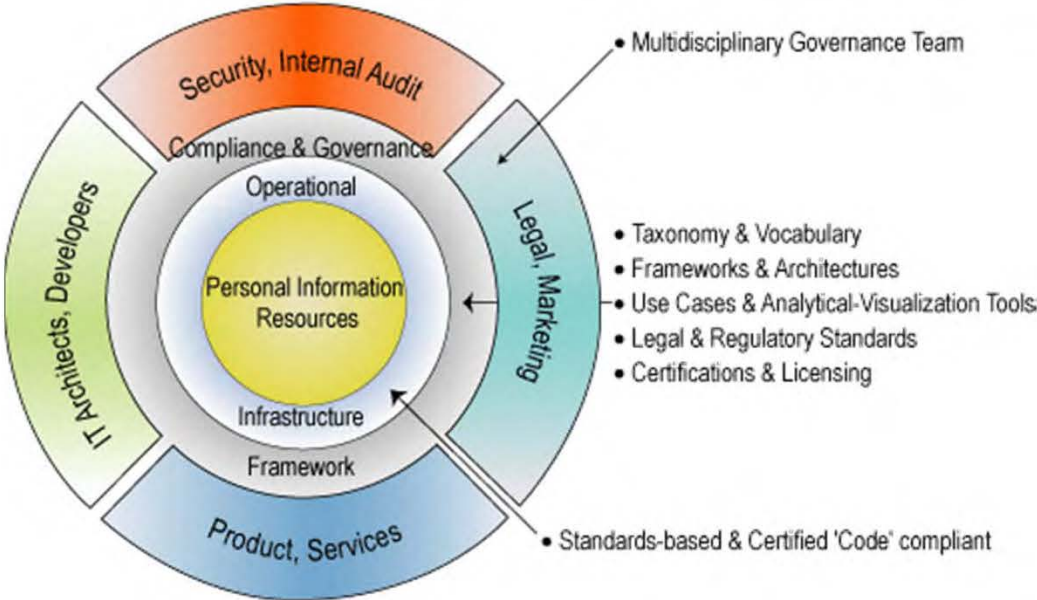 Security, Internal Audit
Compliance & Governance
Operational
Personal Information
Resources
Infrastructure
Framework
Product, Services
IT Architects, Developers
Legal, Marketing
• Multidisciplinary Governance Team
• Taxonomy & Vocabulary
• Frameworks & Architectures
• Use Cases & Analytical-Visualization Tools
• Legal & Regulatory Standards
• Certifications & Licensing
• Standards-based & Certified 'Code' compliant